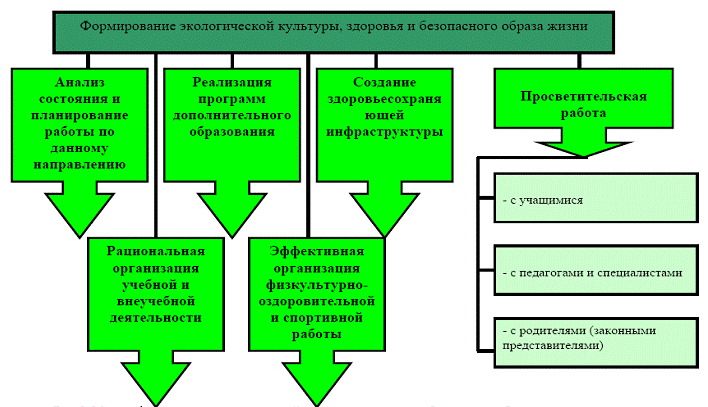 Формирование экологической культуры, здоровья и безопасного образа жизни
Анализ
состояния и
планирование
работы по
данному
направлению
Реализация
программ
дополнительного
образования
Создание
здоровьесохраня
ющей
инфраструктуры
Просветительская
работа
- с учащимися
- с педагогами и специалистами
- с родителями (законными
представителями)
Рациональная
организация
учебной и
внеучебной
деятельности
Эффективная
организация
физкультурно-
оздоровительной
и спортивной
работы